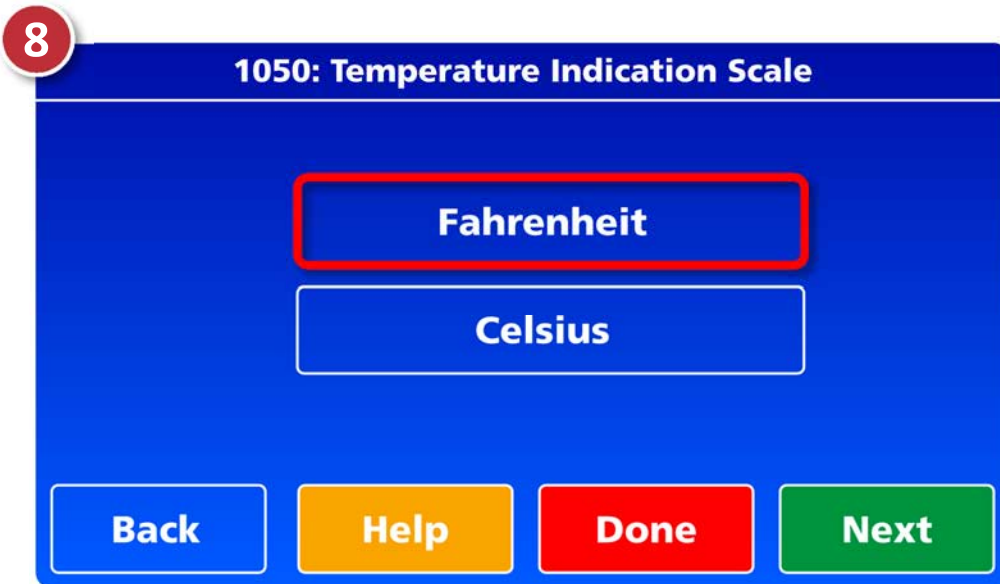 8
1050: Temperature Indication Scale
Fahrenheit
Celsius
Back Help Done Next